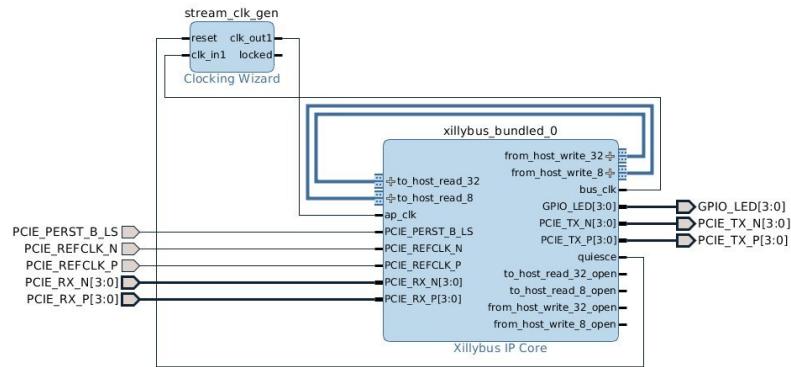 stream_clk_gen
reset clk_out1
clk_in1 locked
Clocking Wizard
xillybus_bundled_0
from_host_write_32
from_host_write_8
to_host_read_32
to_host_read_8
bus_clk
ap_clk
GPIO_LED[3:0] GPIO_LED[3:0]
PCIE_TX_N[3:0] PCIE_TX_N[3:0]
PCIE_TX_P[3:0] PCIE_TX_P[3:0]
PCIE_PERST_B_LS PCIE_PERST_B_LS
PCIE_REFCLK_N PCIE_REFCLK_N
PCIE_REFCLK_P PCIE_REFCLK_P
PCIE_RX_N[3:0] PCIE_RX_N[3:0]
PCIE_RX_P[3:0] PCIE_RX_P[3:0]
quiesce
to_host_read_32_open
to_host_read_8_open
from_host_write_32_open
from_host_write_8_open
Xillybus IP Core